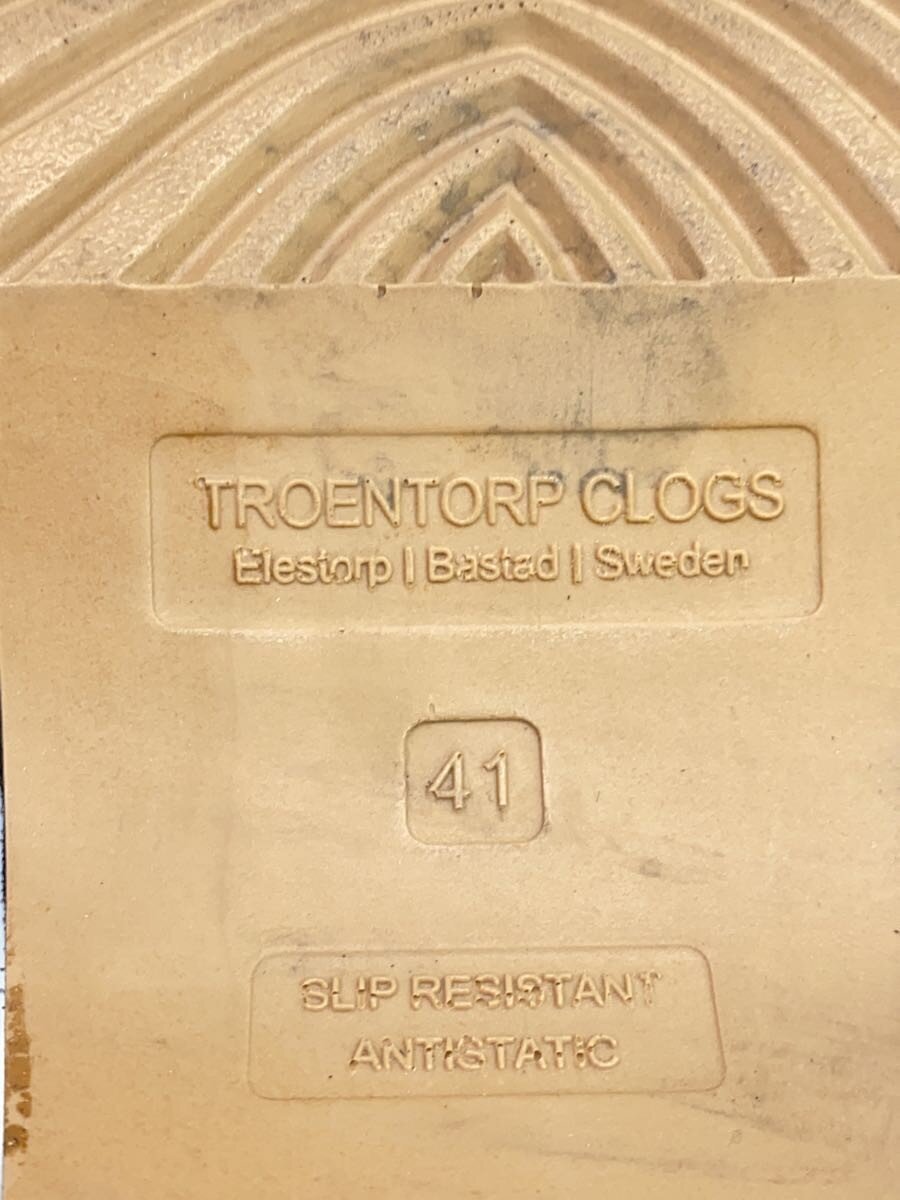 TROENTORP CLOGS
Elestorp | Bastad | Sweden
41
SLIP RESISTANT
ANTISTATIC